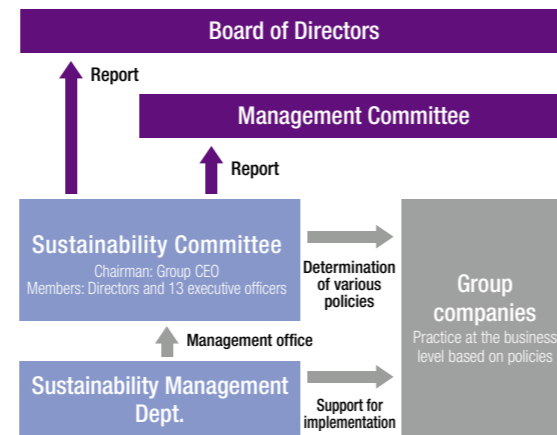 Board of Directors
Report
Management Committee
Report
Sustainability Committee
Chairman: Group CEO
Members: Directors and 13 executive officers
Determination
of various
policies
Group
companies
Practice at the business
level based on policies
Management office
Sustainability Management
Dept.
Support for
implementation